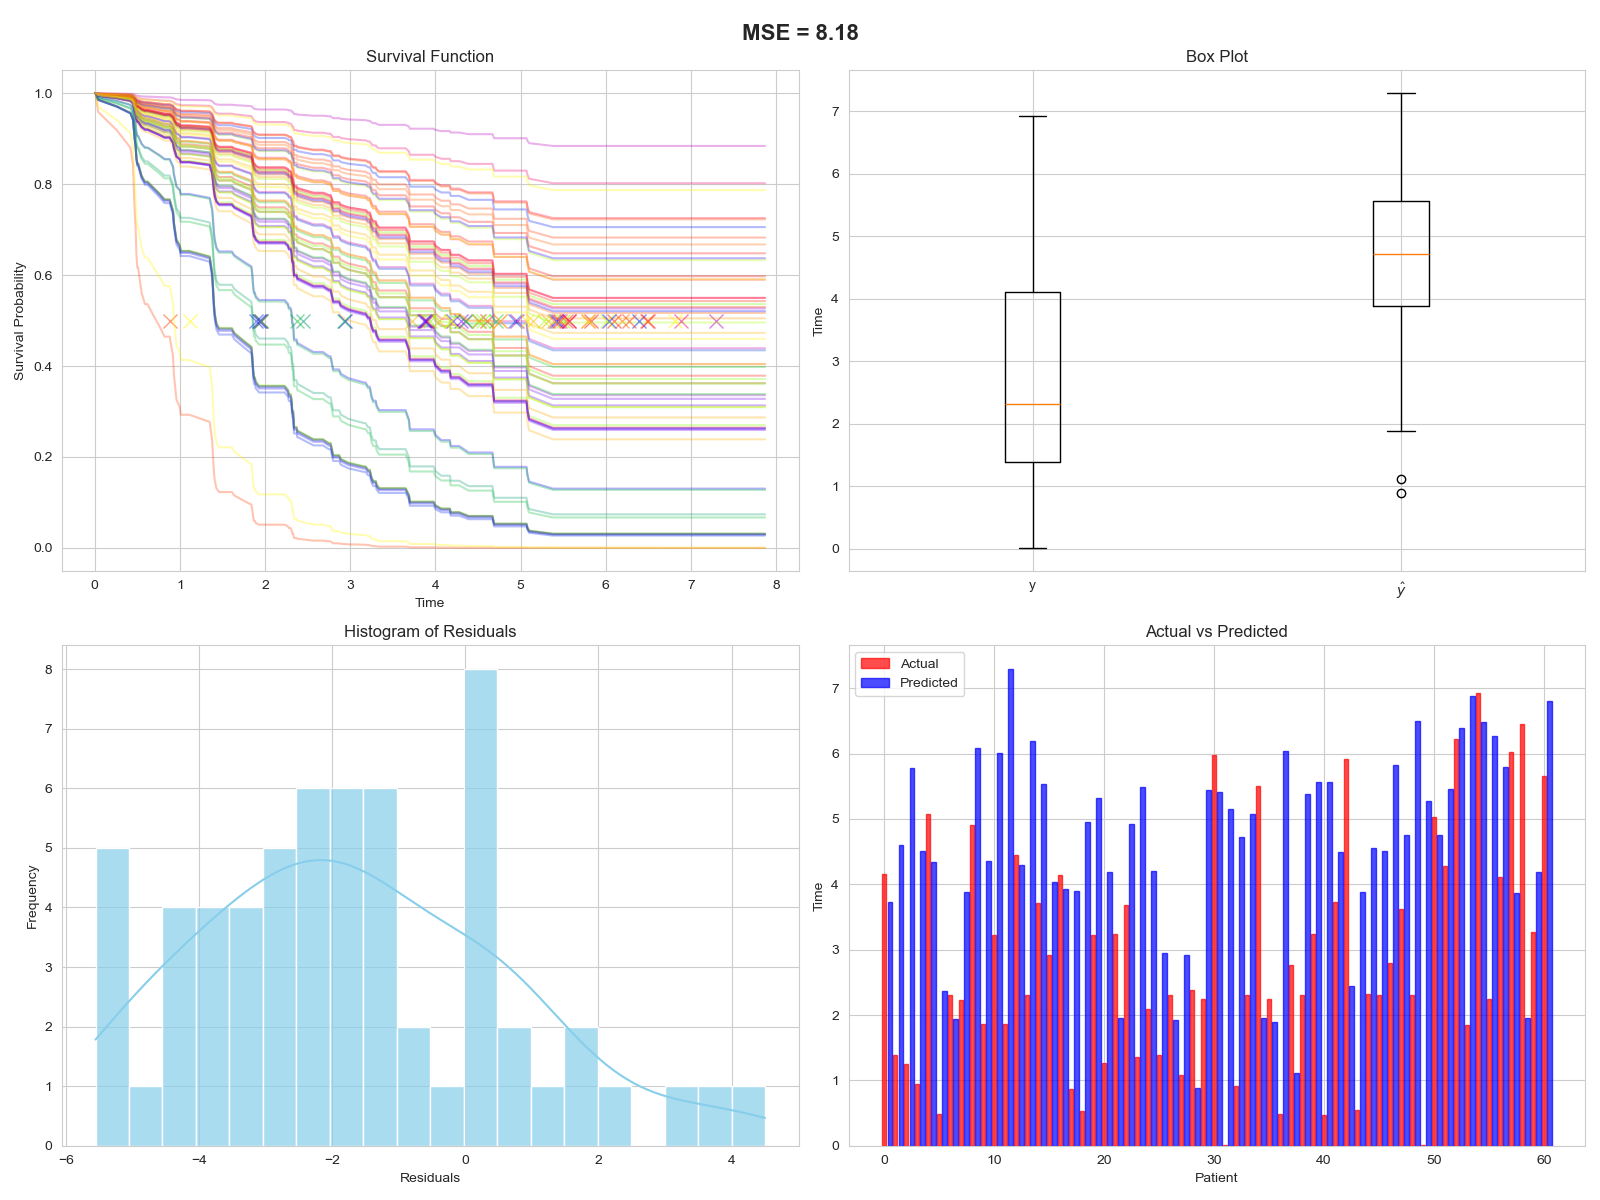 MSE = 8.18
Survival Function
Survival Probability
1.0
0.8
0.6
0.4
0.2
0.0
0 1 2 3 4 5 6 7 8
Time
Box Plot
Time
7
6
5
4
3
2
1
0
y ŷ
Histogram of Residuals
Frequency
8
7
6
5
4
3
2
1
0
−6 −4 −2 0 2 4
Residuals
Actual vs Predicted
Actual
Predicted
Time
7
6
5
4
3
2
1
0
0 10 20 30 40 50 60
Patient